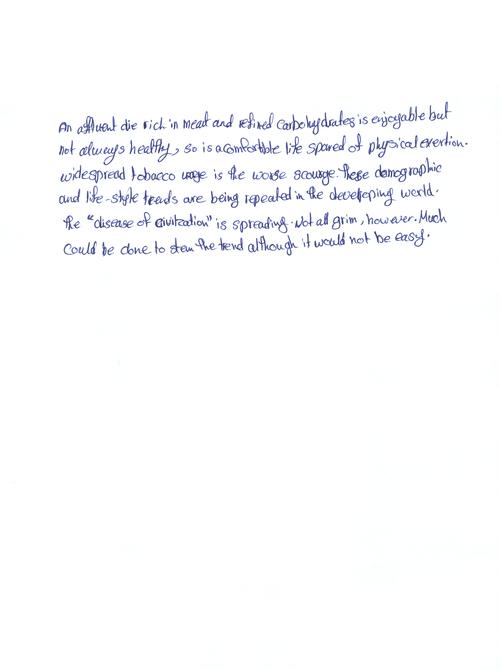 An affluent die rich in meat and refined carbohydrates is enjoyable but
not always healthy, so is a comfortible life spared of physical exertion.
widespread tobacco usage is the worse scourge. these demographic
and life-style trends are being repeated in the developing world.
the "disease of civilization" is spreading. Not all grim, however. Much
Could be done to stem the trend although it would not be easy.